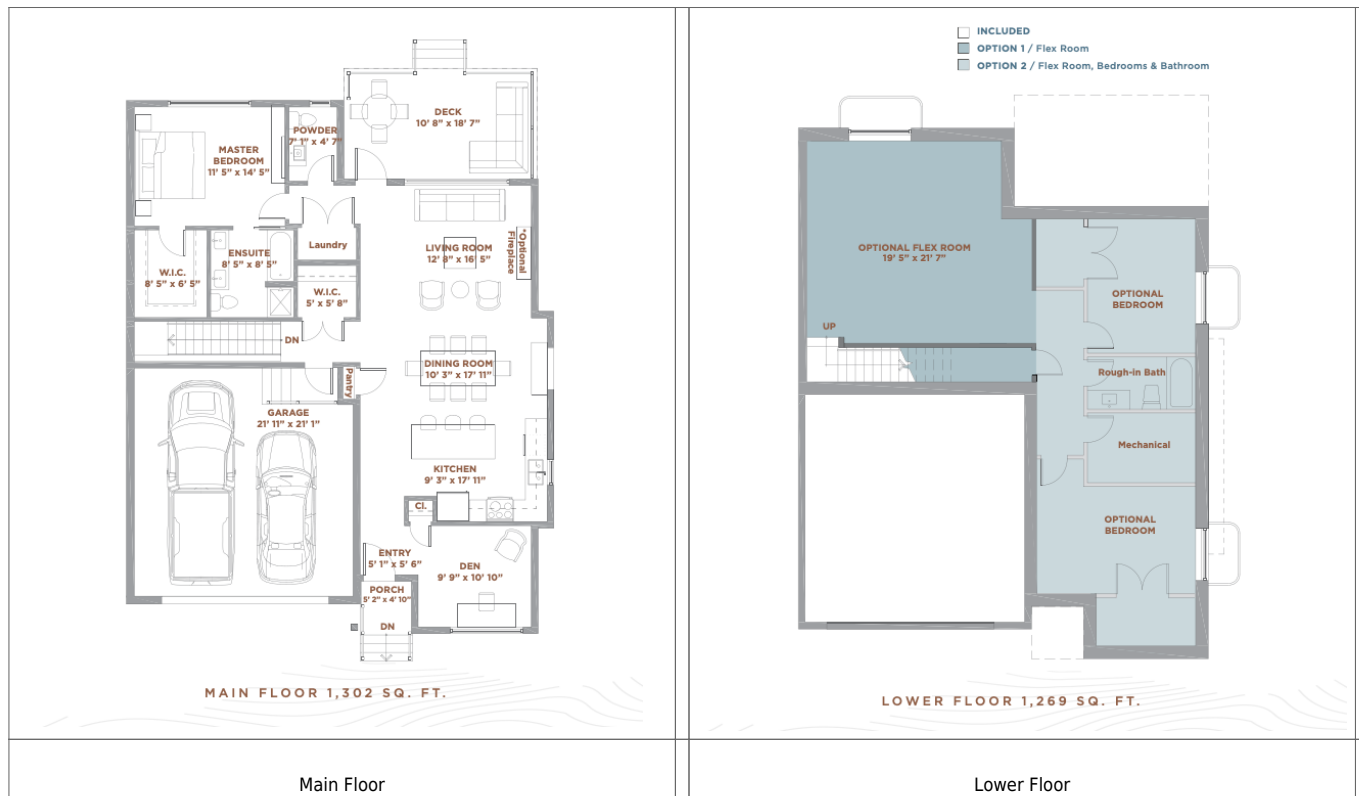 DECK
10' 8" x 18' 7"
POWDER
7' 1" x 4' 7"
MASTER
BEDROOM
11' 5" x 14' 5"
Laundry
ENSUITE
8' 5" x 8' 5"
W.I.C.
8' 5" x 6' 5"
W.I.C.
5' x 5' 8"
LIVING ROOM
12' 8" x 16' 5"
*Optional
Fireplace
DN
DINING ROOM
10' 3" x 17' 11"
Pantry
GARAGE
21' 11" x 21' 1"
KITCHEN
9' 3" x 17' 11"
Cl.
ENTRY
5' 1" x 5' 6"
DEN
9' 9" x 10' 10"
PORCH
5' 2" x 4' 10"
DN
MAIN FLOOR 1,302 SQ. FT.
Main Floor
INCLUDED
OPTION 1 / Flex Room
OPTION 2 / Flex Room, Bedrooms & Bathroom
OPTIONAL FLEX ROOM
19' 5" x 21' 7"
OPTIONAL
BEDROOM
UP
Rough-in Bath
Mechanical
OPTIONAL
BEDROOM
LOWER FLOOR 1,269 SQ. FT.
Lower Floor